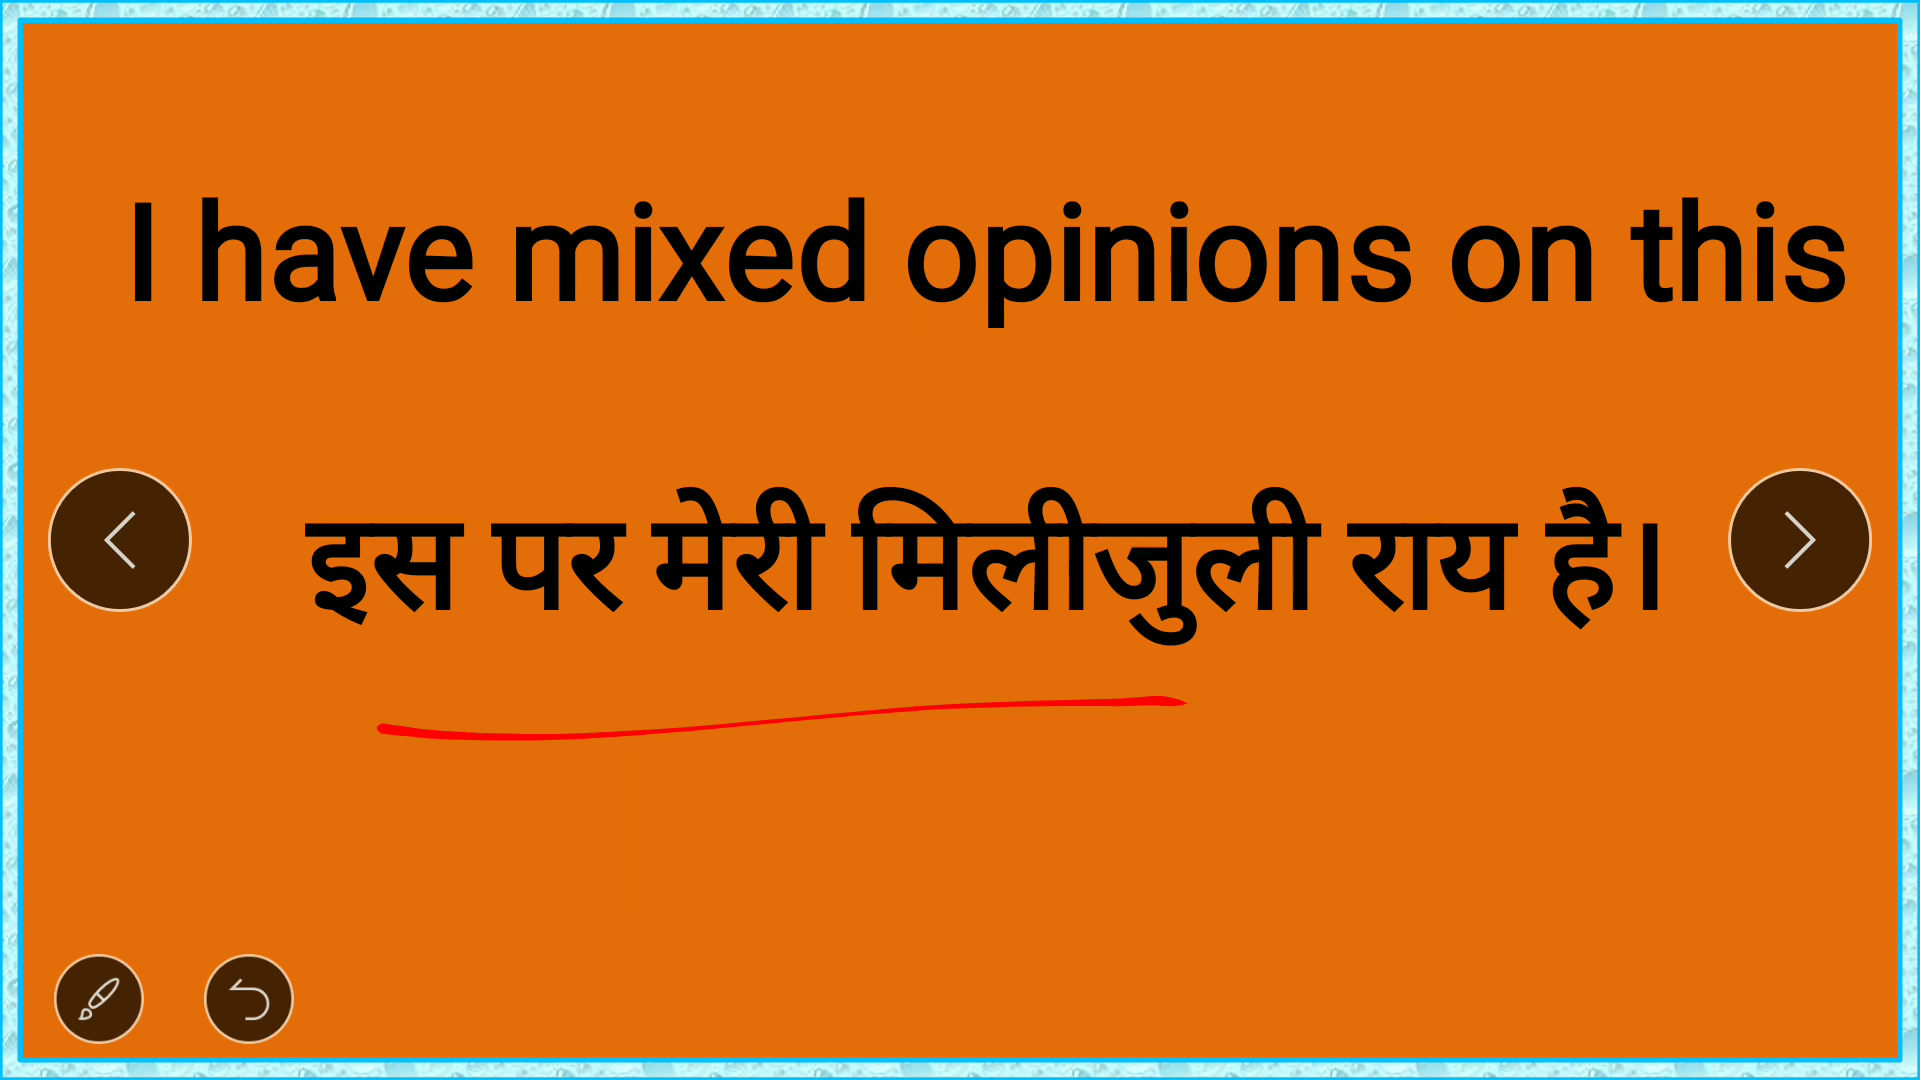 I have mixed opinions on this
इस पर मेरी मिलीजुली राय है।